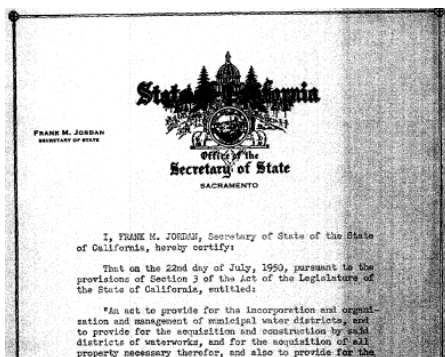 State of California
FRANK M. JORDAN
SECRETARY OF STATE
Office of the
Secretary of State
SACRAMENTO
I, FRANK M. JORDAN, Secretary of State of the State
of California, hereby certify:
That on the 22nd day of July, 1950, pursuant to the
provisions of Section 3 of the Act of the Legislature of
the State of California, entitled:
"An act to provide for the incorporation and organi-
zation and management of municipal water districts, and
to provide for the acquisition and construction by said
districts of waterworks, and for the acquisition of all
property necessary therefor, and also to provide for the